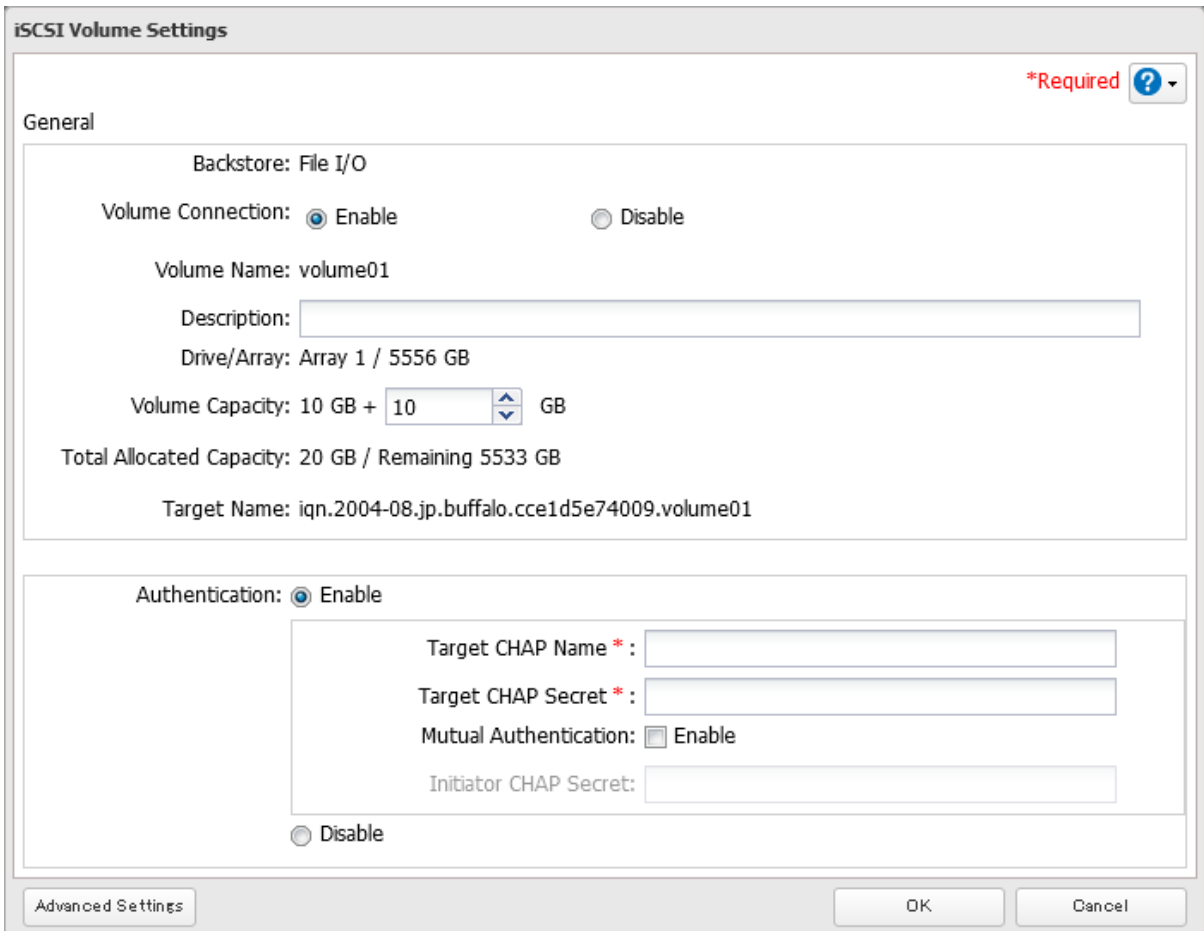 iSCSI Volume Settings
*Required
General
Backstore: File I/O
Volume Connection: Enable Disable
Volume Name: volume01
Description:
Drive/Array: Array 1 / 5556 GB
Volume Capacity: 10 GB + 10 GB
Total Allocated Capacity: 20 GB / Remaining 5533 GB
Target Name: iqn.2004-08.jp.buffalo.cce1d5e74009.volume01
Authentication: Enable
Target CHAP Name * :
Target CHAP Secret * :
Mutual Authentication: Enable
Initiator CHAP Secret:
Disable
Advanced Settings OK Cancel